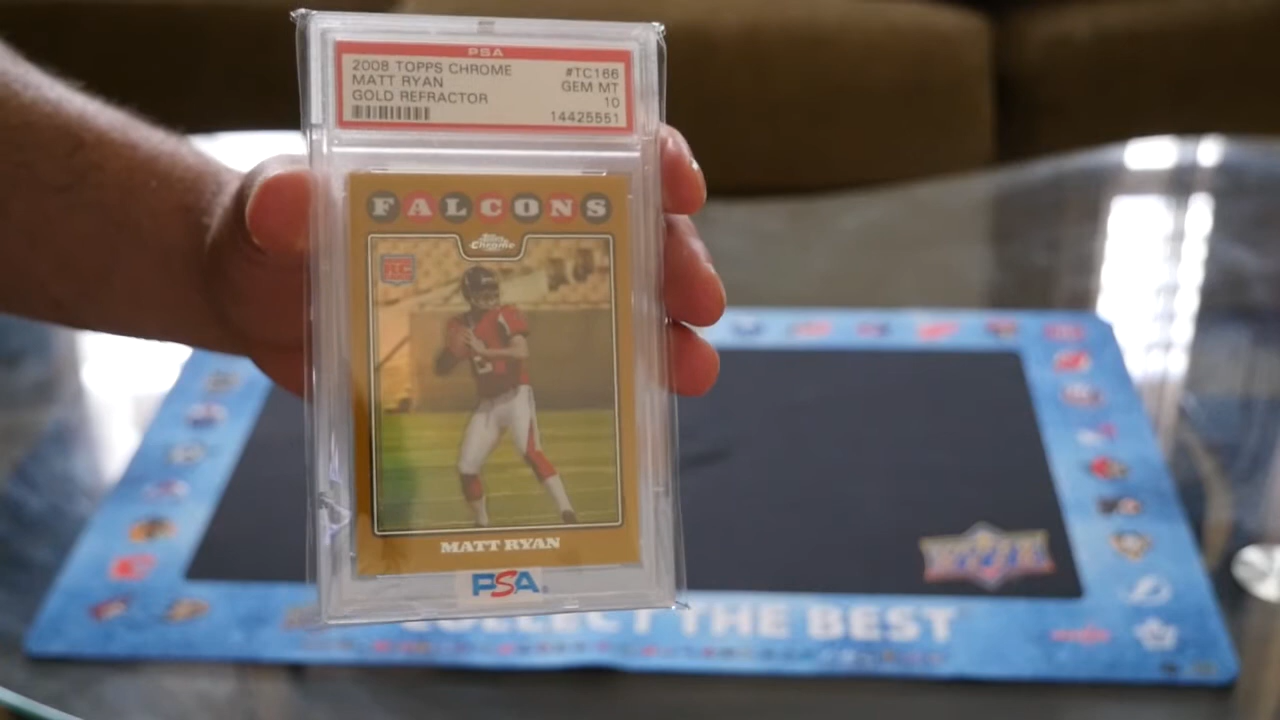 PSA
2008 TOPPS CHROME #TC166
MATT RYAN GEM MT
GOLD REFRACTOR 10
14425551
FALCONS
Topps
Chrome
RC
MATT RYAN
PSA
COLLECT THE BEST